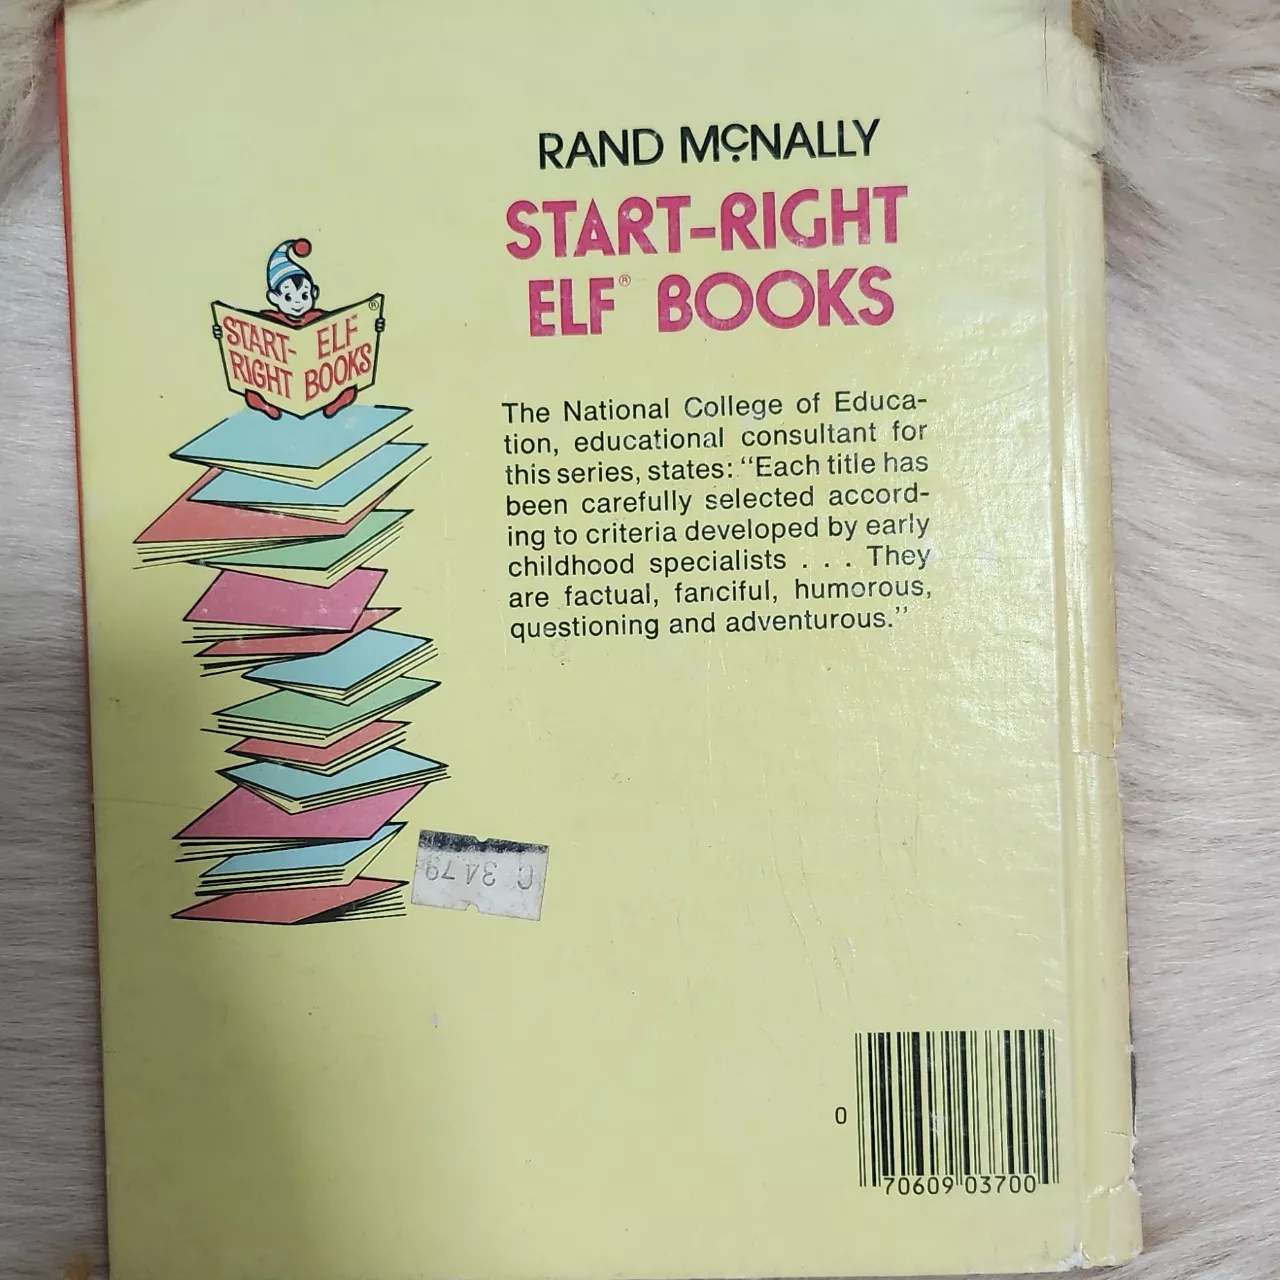 RAND McNALLY
START-RIGHT
ELF® BOOKS
START- ELF®
RIGHT BOOKS
The National College of Educa-
tion, educational consultant for
this series, states: “Each title has
been carefully selected accord-
ing to criteria developed by early
childhood specialists . . . They
are factual, fanciful, humorous,
questioning and adventurous.”
C 3479
0
70609 03700